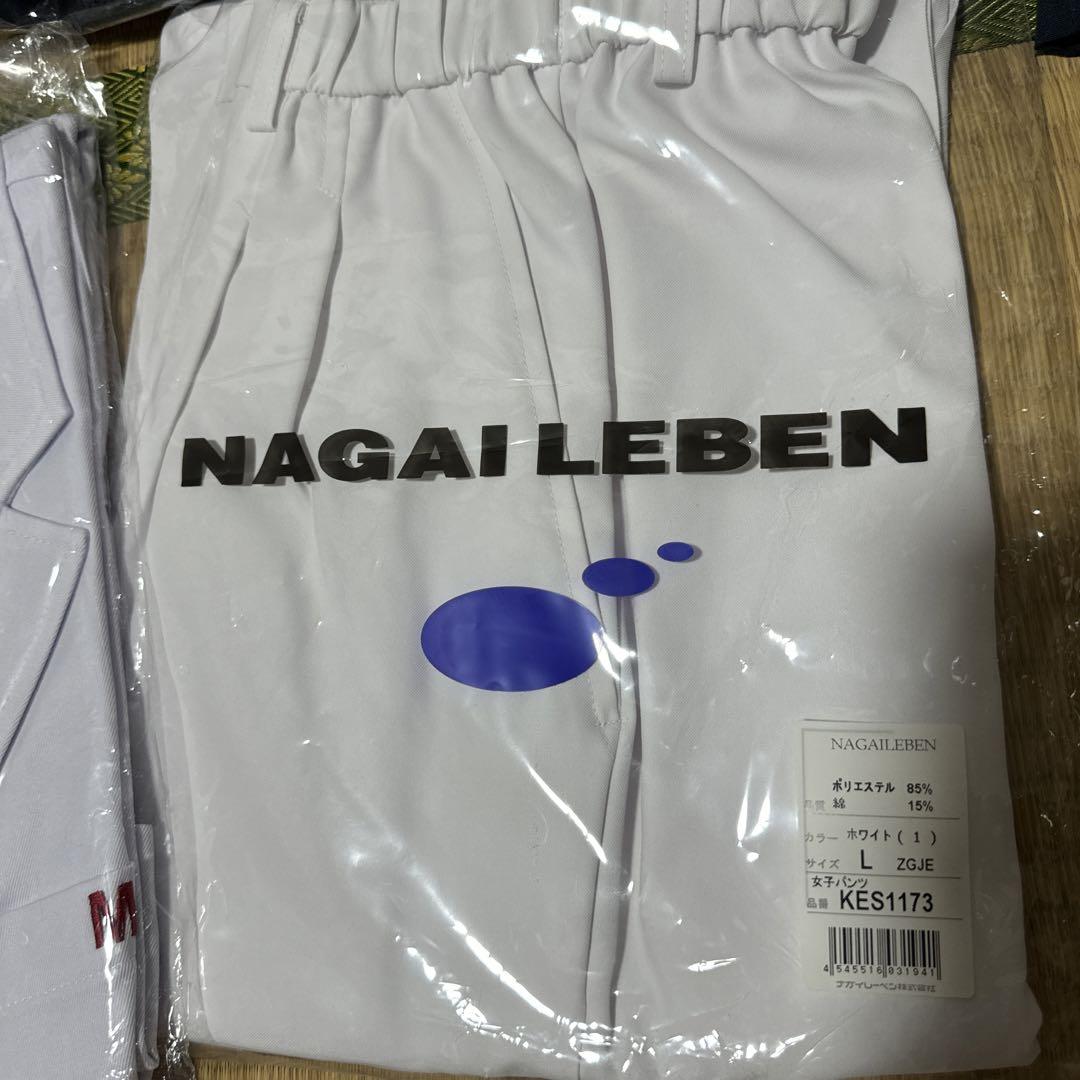 NAGAI LEBEN
NAGAILEBEN
ポリエステル 85%
品質 綿 15%
カラー ホワイト(1)
サイズ L ZGJE
女子パンツ
品番 KES1173
4 545516 031941
ナガイレーベン株式会社
M